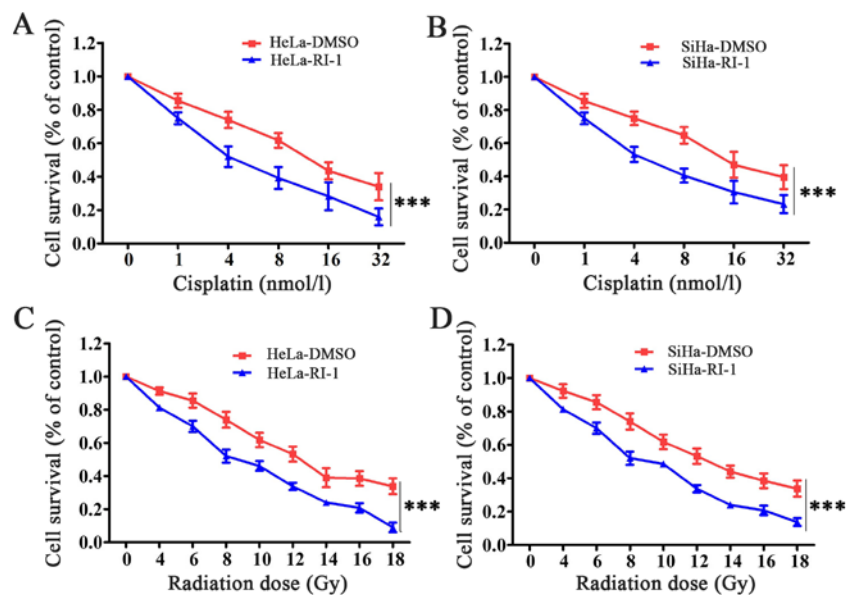 A
Cell survival (% of control)
1.2
1.0
0.8
0.6
0.4
0.2
0.0
HeLa-DMSO
HeLa-RI-1
***
0 1 4 8 16 32
Cisplatin (nmol/l)
B
Cell survival (% of control)
1.2
1.0
0.8
0.6
0.4
0.2
0.0
SiHa-DMSO
SiHa-RI-1
***
0 1 4 8 16 32
Cisplatin (nmol/l)
C
Cell survival (% of control)
1.2
1.0
0.8
0.6
0.4
0.2
0.0
HeLa-DMSO
HeLa-RI-1
***
0 4 6 8 10 12 14 16 18
Radiation dose (Gy)
D
Cell survival (% of control)
1.2
1.0
0.8
0.6
0.4
0.2
0.0
SiHa-DMSO
SiHa-RI-1
***
0 4 6 8 10 12 14 16 18
Radiation dose (Gy)